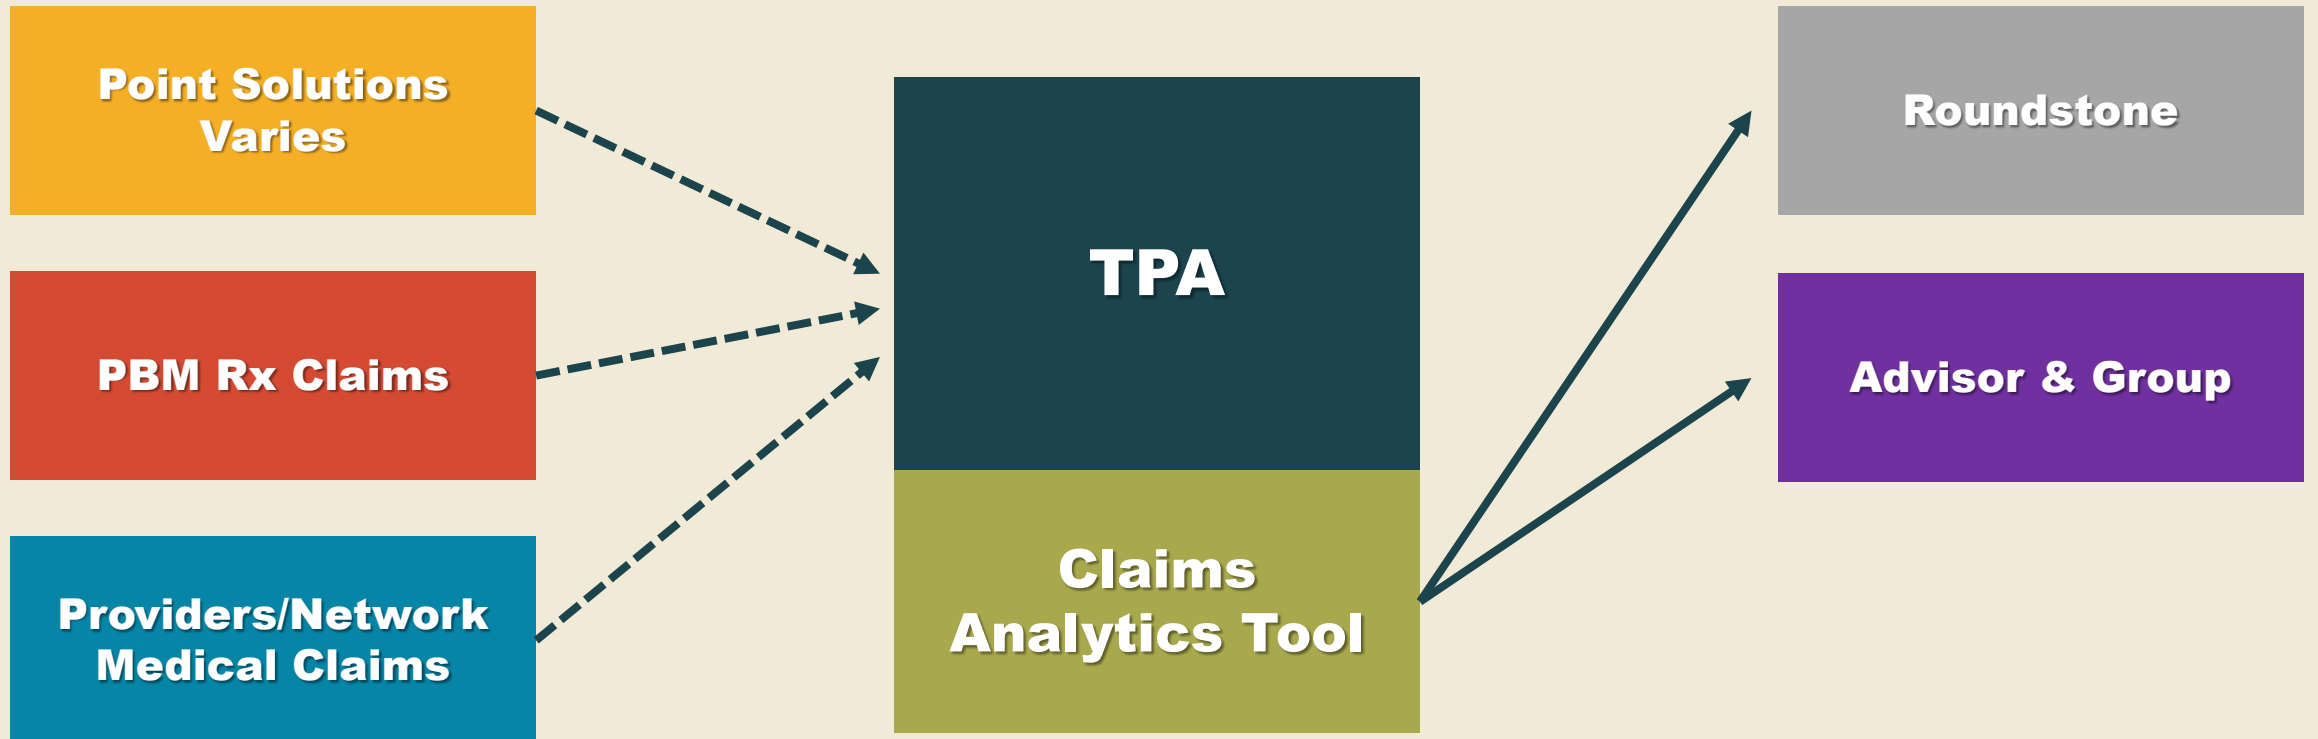 Point Solutions
Varies
PBM Rx Claims
Providers/Network
Medical Claims
TPA
Claims
Analytics Tool
Roundstone
Advisor & Group